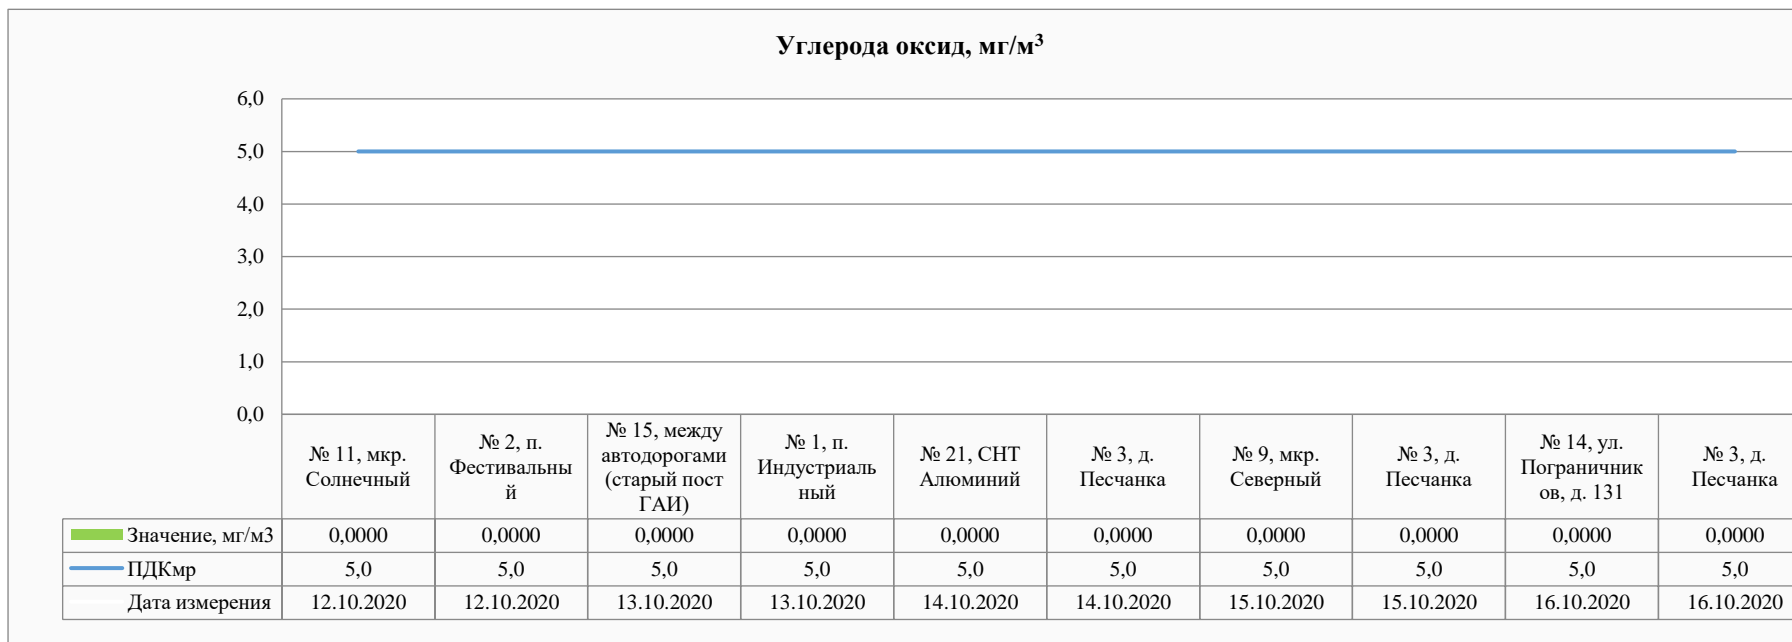 Углерода оксид, мг/м³
6,0
5,0
4,0
3,0
2,0
1,0
0,0
№ 11, мкр.
Солнечный
№ 2, п.
Фестивальны
й
№ 15, между
автодорогами
(старый пост
ГАИ)
№ 1, п.
Индустриаль
ный
№ 21, СНТ
Алюминий
№ 3, д.
Песчанка
№ 9, мкр.
Северный
№ 3, д.
Песчанка
№ 14, ул.
Пограничник
ов, д. 131
№ 3, д.
Песчанка
Значение, мг/м3 0,0000 0,0000 0,0000 0,0000 0,0000 0,0000 0,0000 0,0000 0,0000 0,0000
ПДКмр 5,0 5,0 5,0 5,0 5,0 5,0 5,0 5,0 5,0 5,0
Дата измерения 12.10.2020 12.10.2020 13.10.2020 13.10.2020 14.10.2020 14.10.2020 15.10.2020 15.10.2020 16.10.2020 16.10.2020